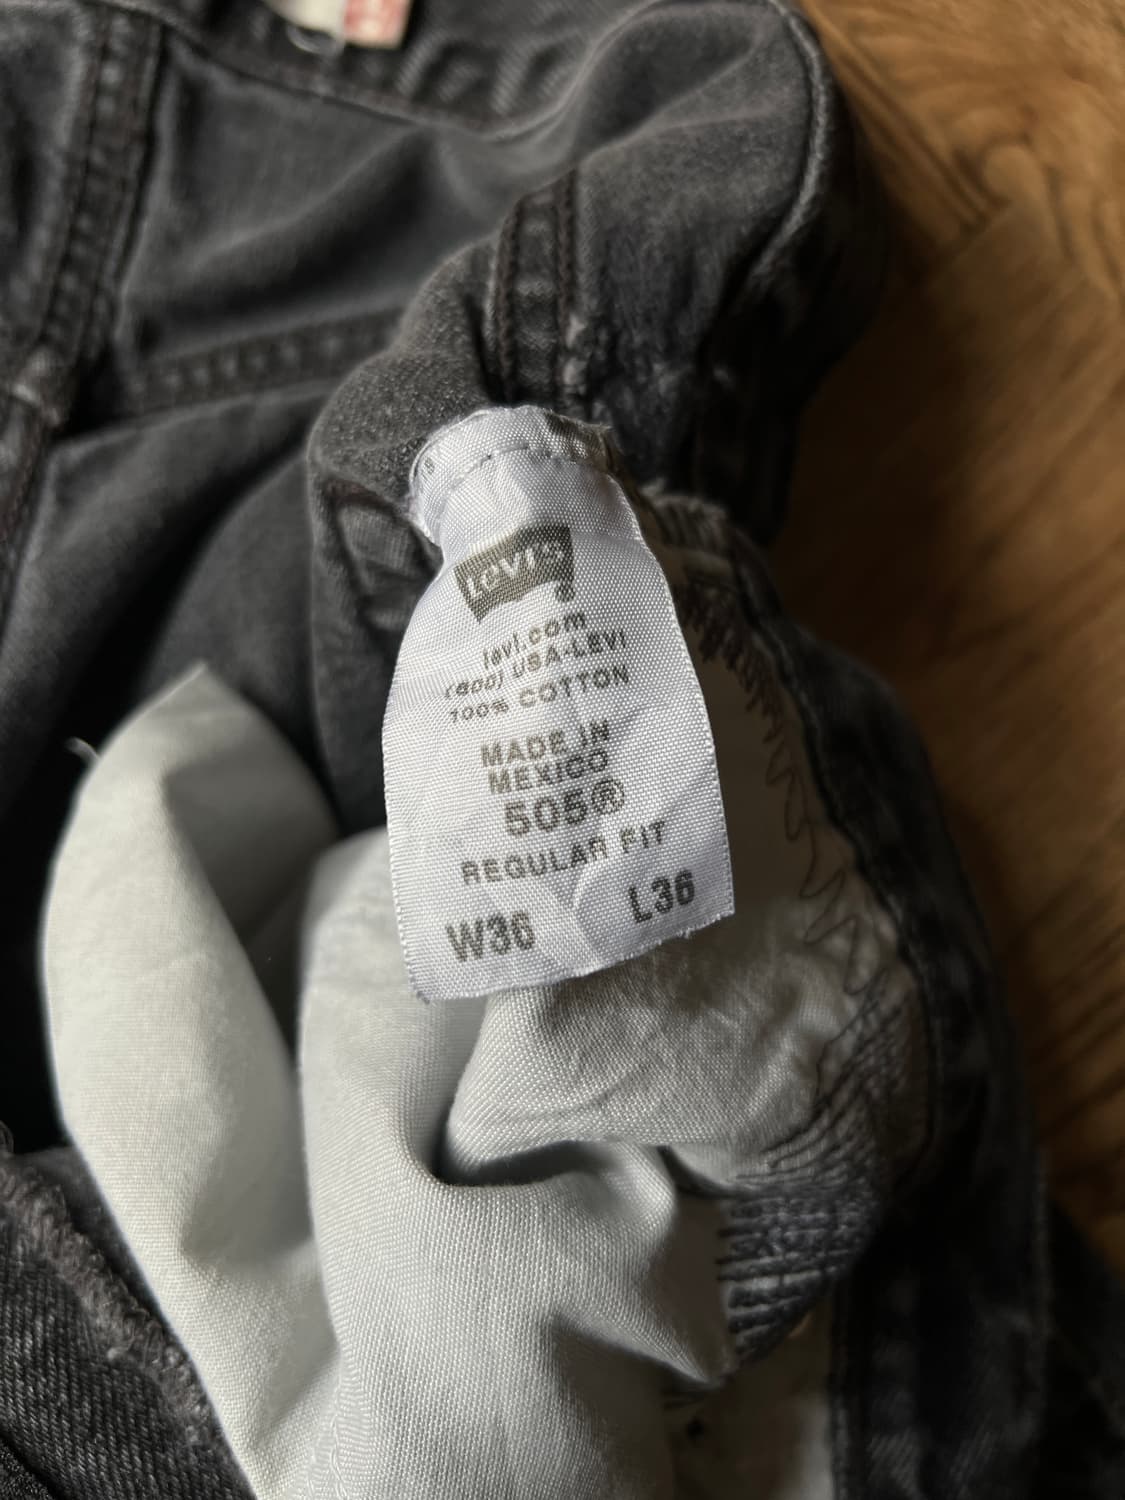 Levi's
levi.com
(800) USA-LEVI
100% COTTON
MADE IN
MEXICO
505®
REGULAR FIT
W36 L36